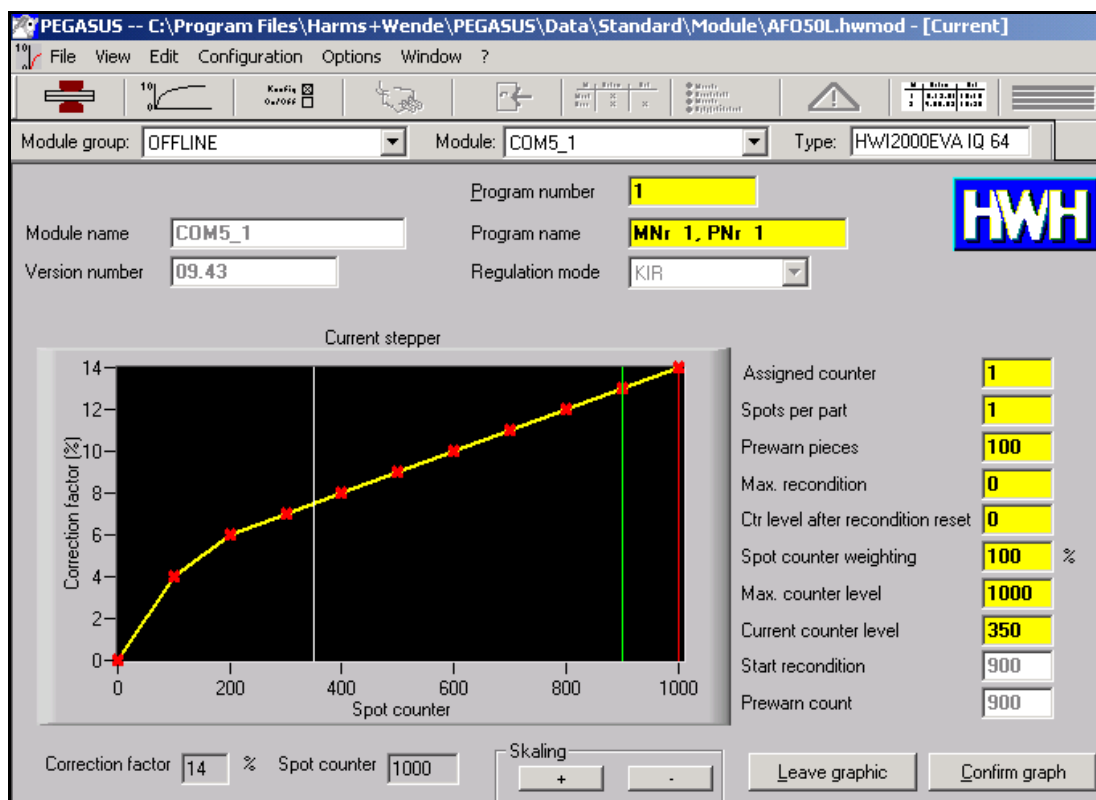 PEGASUS -- C:\Program Files\Harms+Wende\PEGASUS\Data\Standard\Module\AFO50L.hwmod - [Current]
File View Edit Configuration Options Window ?
Konfig
On/Off
Module group: OFFLINE Module: COM5_1 Type: HWI2000EVA IQ 64
Program number 1
HWH
Module name COM5_1 Program name MNr 1, PNr 1
Version number 09.43 Regulation mode KIR
Current stepper
Correction factor (%)
14
12
10
8
6
4
2
0
0 200 400 600 800 1000
Spot counter
Assigned counter 1
Spots per part 1
Prewarn pieces 100
Max. recondition 0
Ctr level after recondition reset 0
Spot counter weighting 100 %
Max. counter level 1000
Current counter level 350
Start recondition 900
Prewarn count 900
Correction factor 14 % Spot counter 1000
Skaling
+ -
Leave graphic Confirm graph